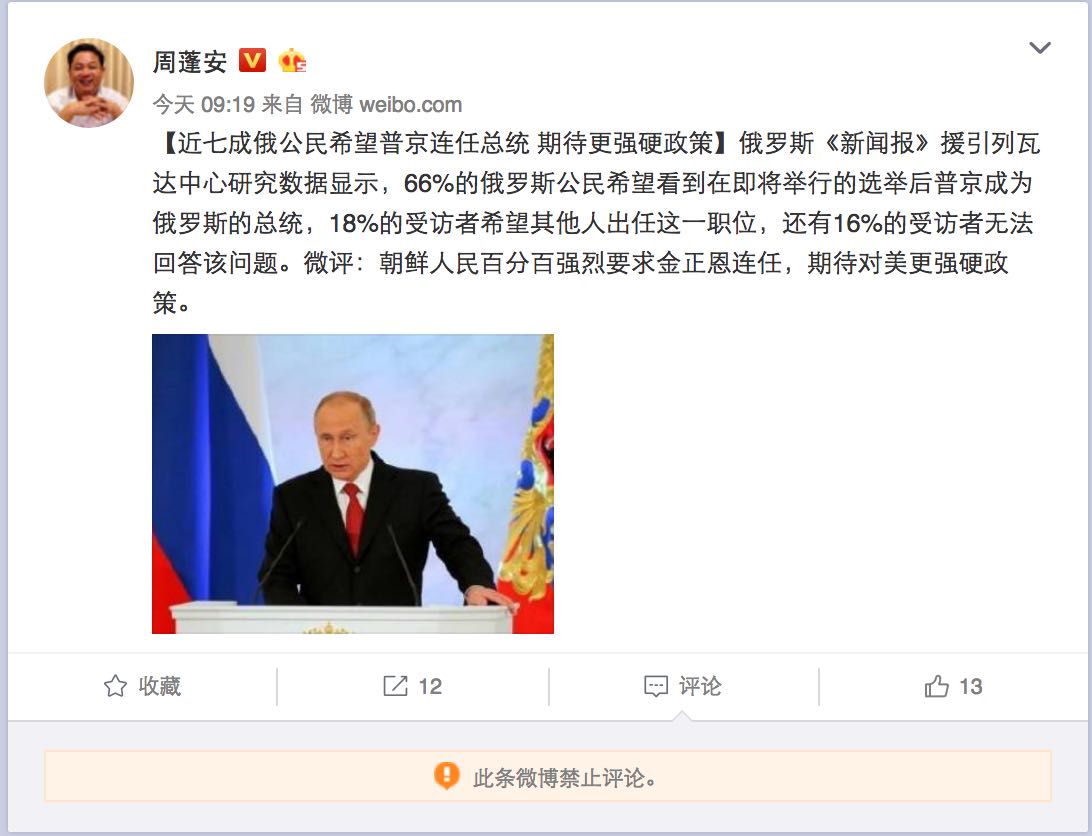 周蓬安 V 5
今天 09:19 来自 微博 weibo.com
【近七成俄公民希望普京连任总统 期待更强硬政策】俄罗斯《新闻报》援引列瓦
达中心研究数据显示，66%的俄罗斯公民希望看到在即将举行的选举后普京成为
俄罗斯的总统，18%的受访者希望其他人出任这一职位，还有16%的受访者无法
回答该问题。微评：朝鲜人民百分百强烈要求金正恩连任，期待对美更强硬政
策。
收藏 12 评论 13
此条微博禁止评论。